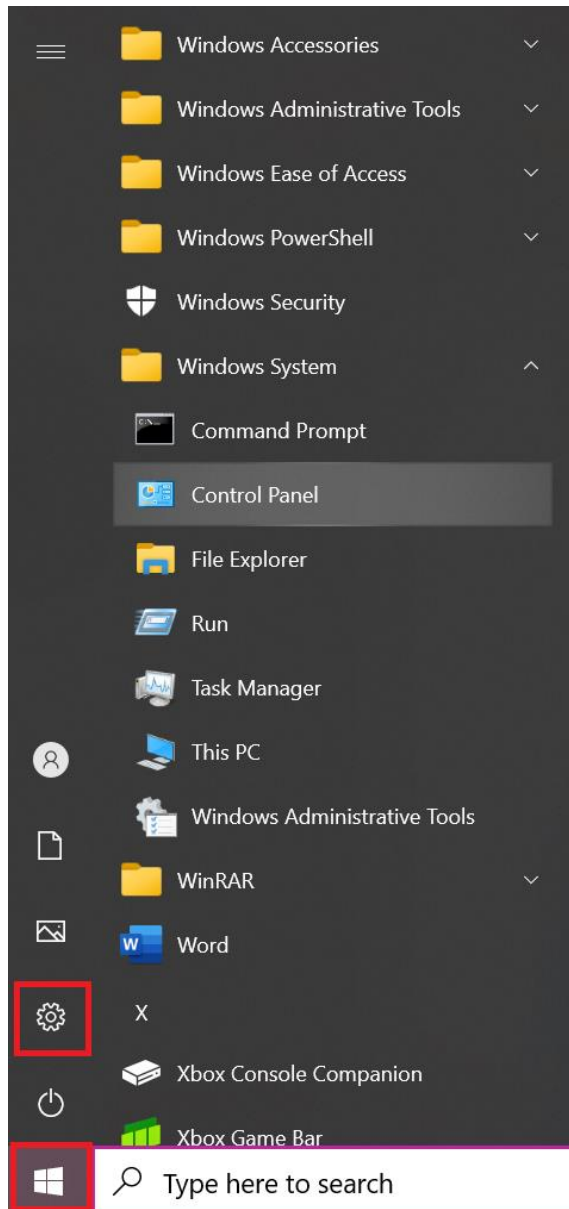 Windows Accessories
Windows Administrative Tools
Windows Ease of Access
Windows PowerShell
Windows Security
Windows System
Command Prompt
Control Panel
File Explorer
Run
Task Manager
This PC
Windows Administrative Tools
WinRAR
Word
X
Xbox Console Companion
Xbox Game Bar
Type here to search